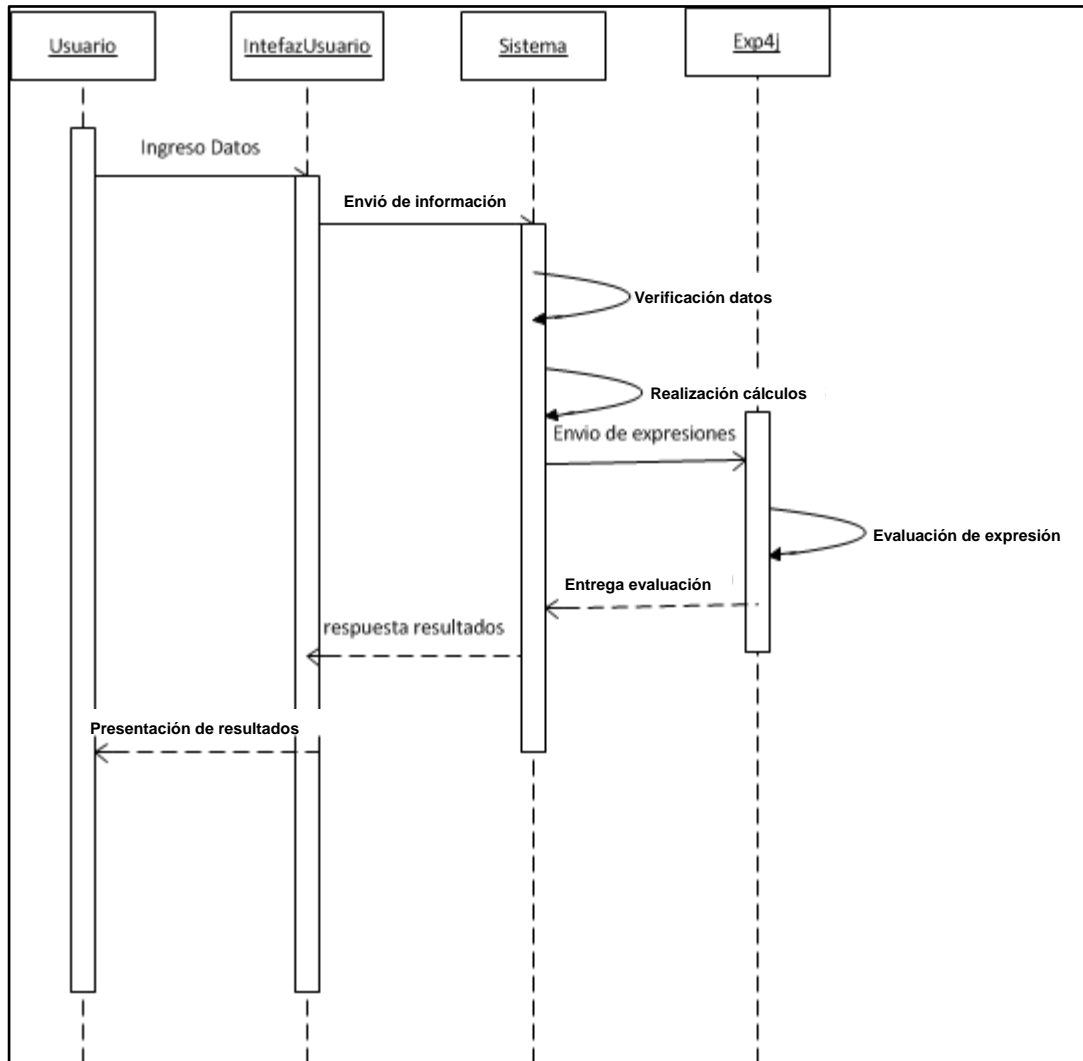 Usuario
IntefazUsuario
Sistema
Exp4j
Ingreso Datos
Envió de información
Verificación datos
Realización cálculos
Envio de expresiones
Evaluación de expresión
Entrega evaluación
respuesta resultados
Presentación de resultados